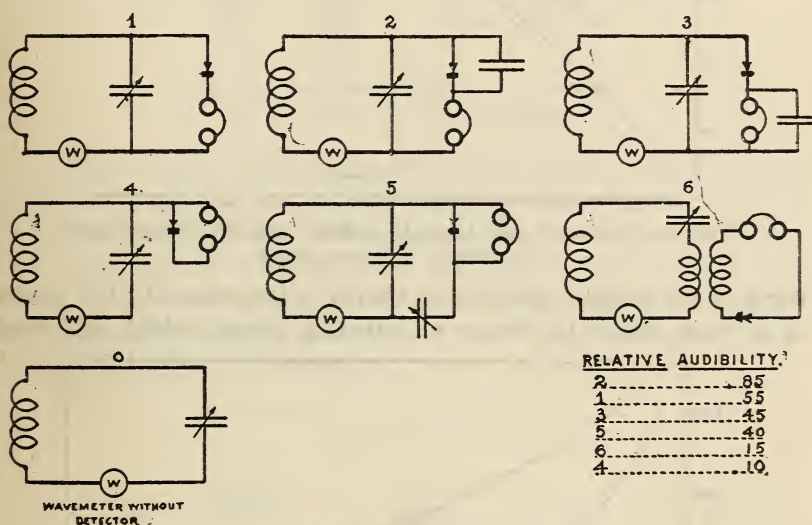 1
2
3
W
W
W
4.
5
6
W
W
W
0
W
WAVEMETER WITHOUT
DETECTOR.
RELATIVE AUDIBILITY.
2 85
1 55
3 45
5 40
6 15
4 10